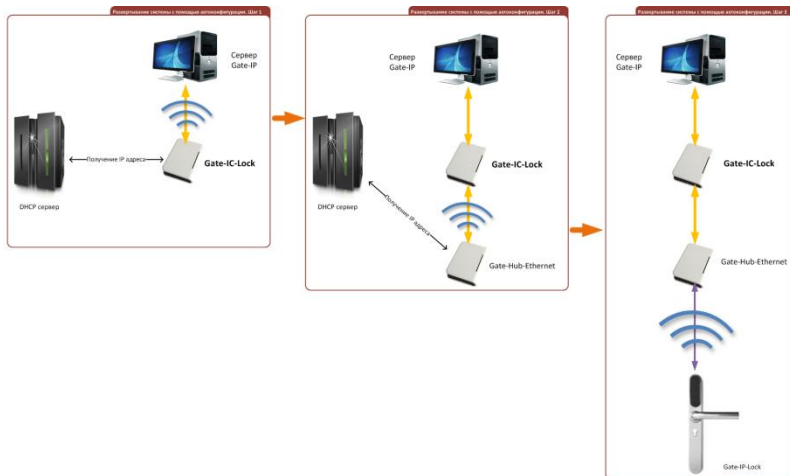 Развертывание системы с помощью автоконфигурации. Шаг 1
Сервер
Gate-IP
Получение IP адреса
Gate-IC-Lock
DHCP сервер
Развертывание системы с помощью автоконфигурации. Шаг 2
Сервер
Gate-IP
Gate-IC-Lock
DHCP сервер
Получение IP адреса
Gate-Hub-Ethernet
Развертывание системы с помощью автоконфигурации. Шаг 3
Сервер
Gate-IP
Gate-IC-Lock
Gate-Hub-Ethernet
Gate-IP-Lock